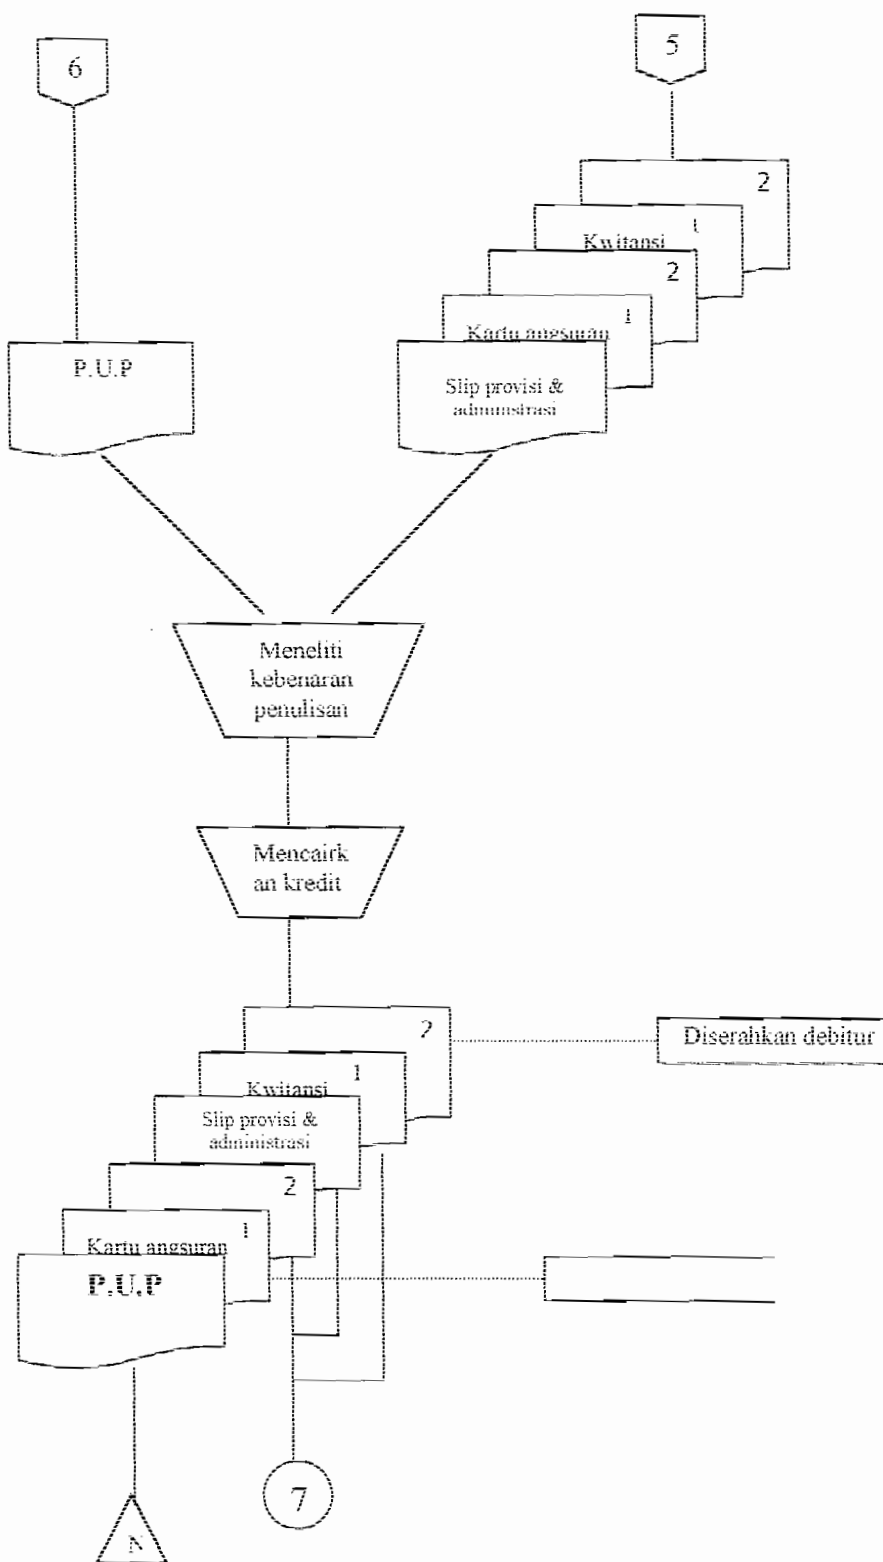 6
5
2
1
Kwitansi
2
1
Kartu angsuran
P.U.P
Slip provisi &
administrasi
Meneliti
kebenaran
penulisan
Mencairk
an kredit
2
Diserahkan debitur
1
Kwitansi
Slip provisi &
administrasi
2
1
Kartu angsuran
P.U.P
7
N